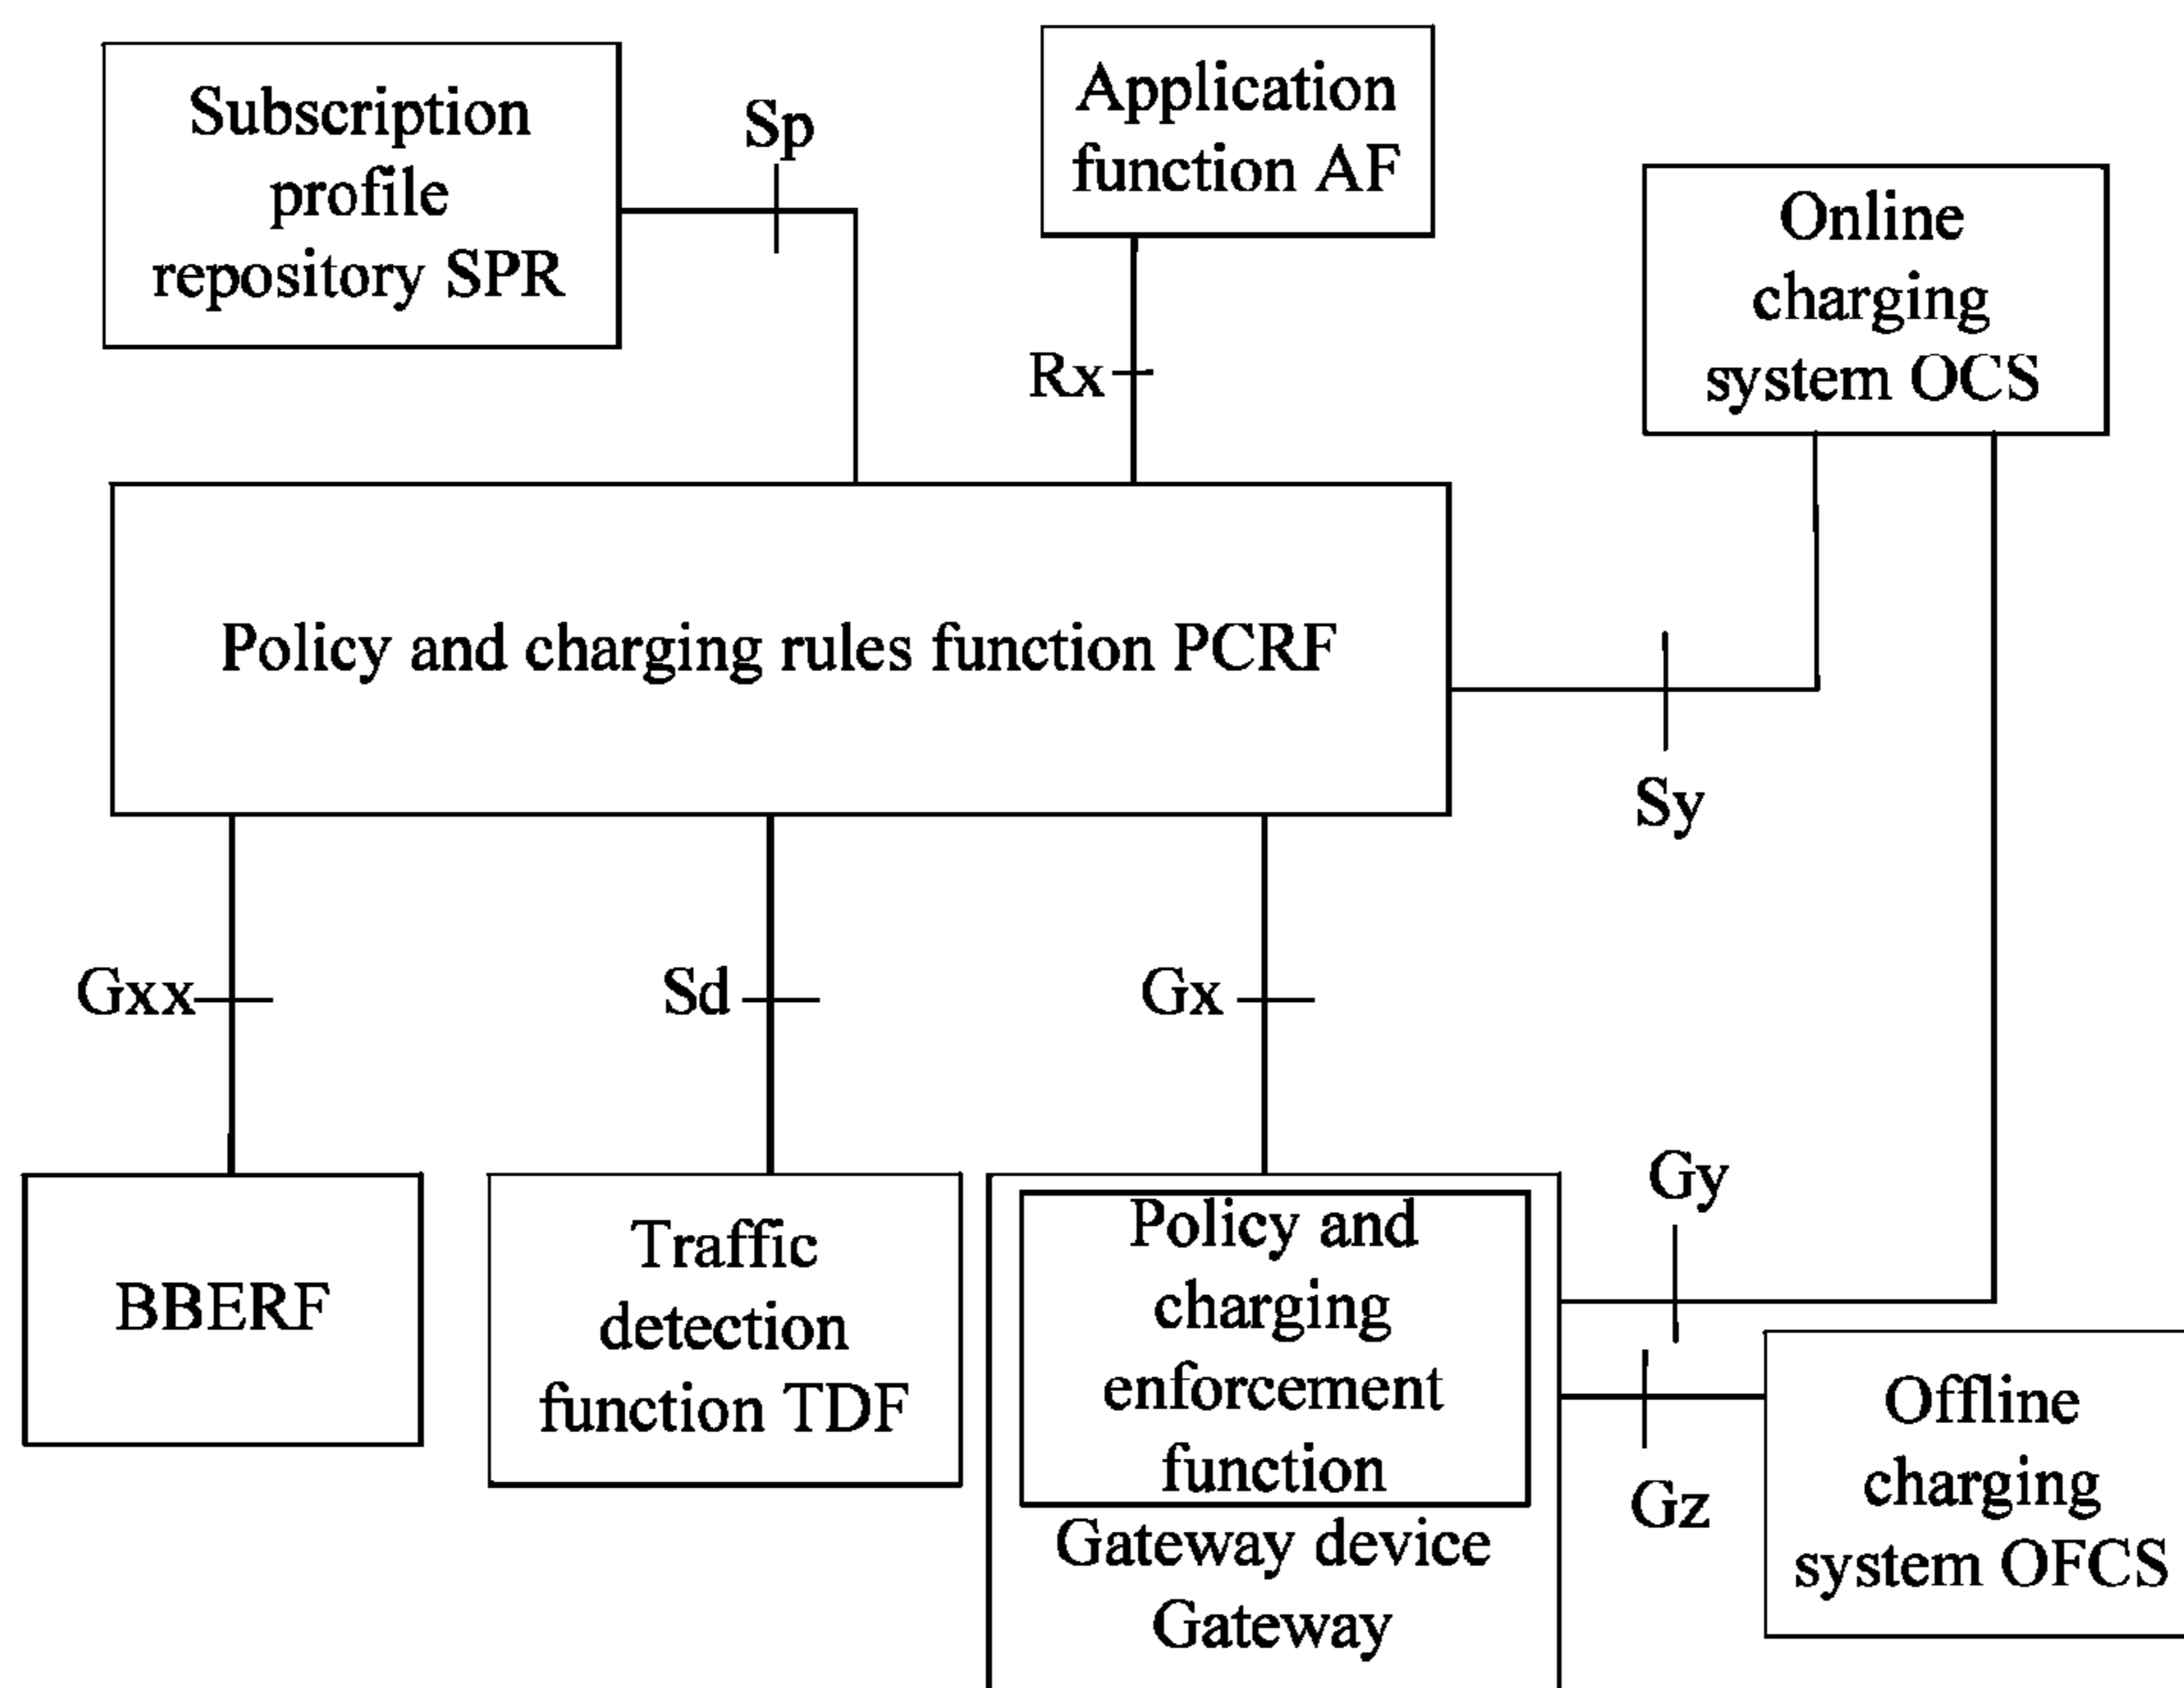 Subscription
profile
repository SPR
Sp
Application
function AF
Rx
Online
charging
system OCS
Policy and charging rules function PCRF
Sy
Gxx
Sd
Gx
BBERF
Traffic
detection
function TDF
Policy and
charging
enforcement
function
Gateway device
Gateway
Gy
Gz
Offline
charging
system OFCS